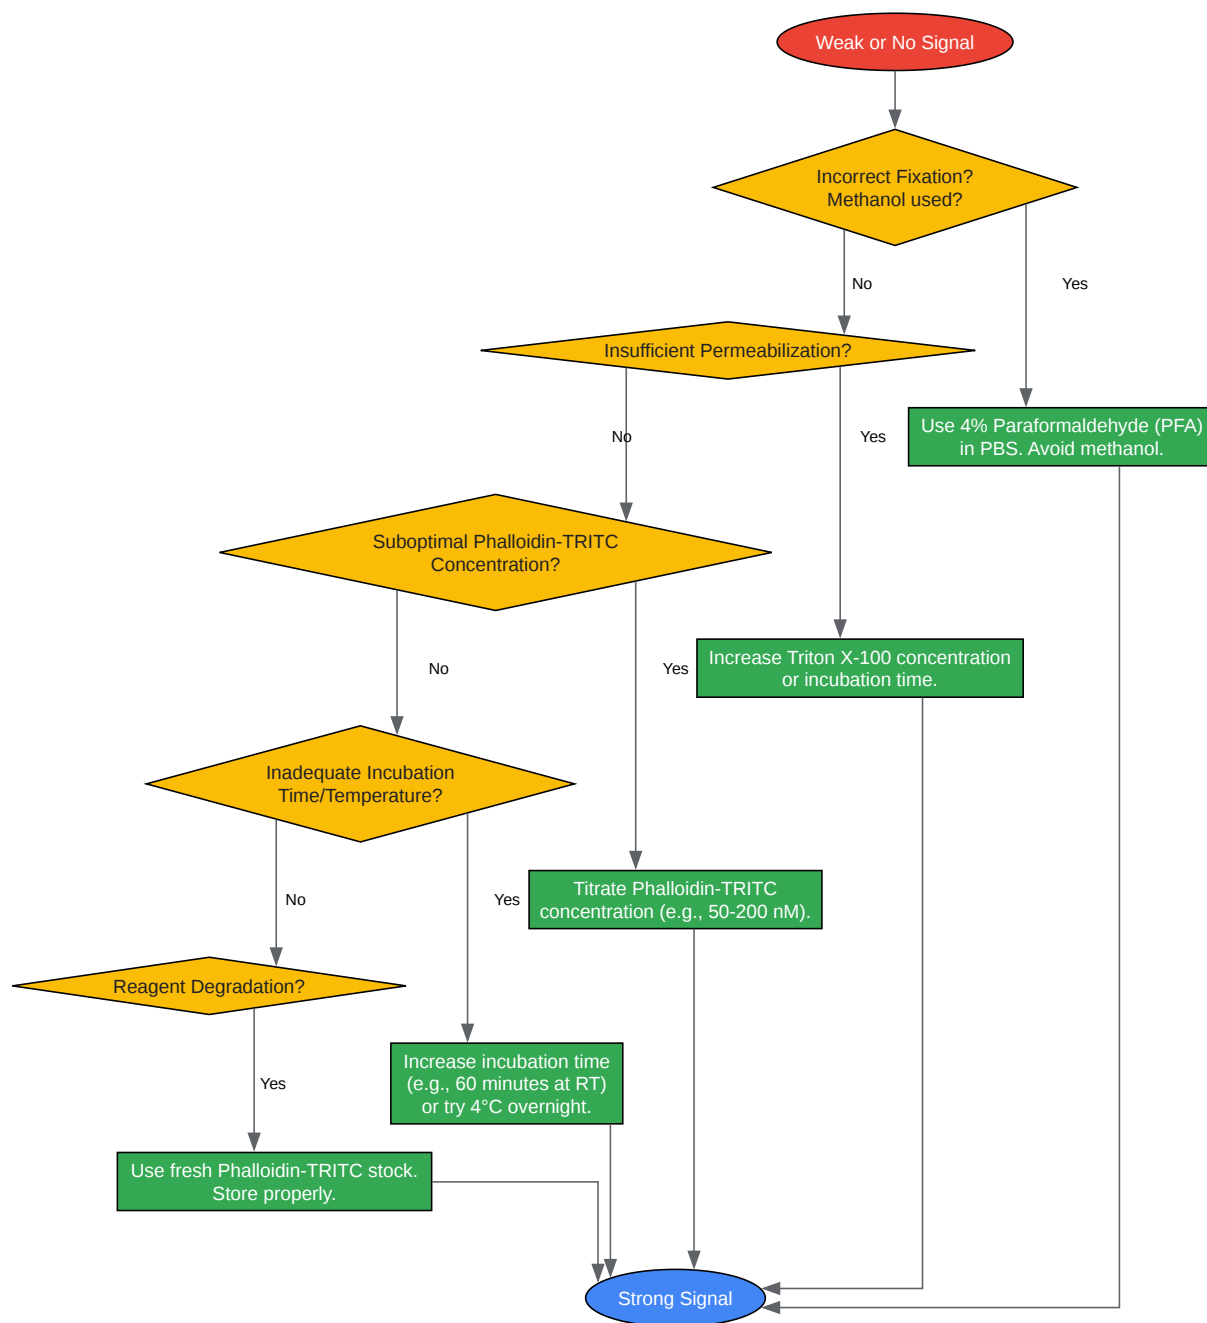 Weak or No Signal
Incorrect Fixation?
Methanol used?
No
Yes
Insufficient Permeabilization?
No
Yes
Use 4% Paraformaldehyde (PFA)
in PBS. Avoid methanol.
Suboptimal Phalloidin-TRITC
Concentration?
No
Yes
Increase Triton X-100 concentration
or incubation time.
Inadequate Incubation
Time/Temperature?
No
Yes
Titrate Phalloidin-TRITC
concentration (e.g., 50-200 nM).
Reagent Degradation?
Yes
Increase incubation time
(e.g., 60 minutes at RT)
or try 4°C overnight.
Use fresh Phalloidin-TRITC stock.
Store properly.
Strong Signal